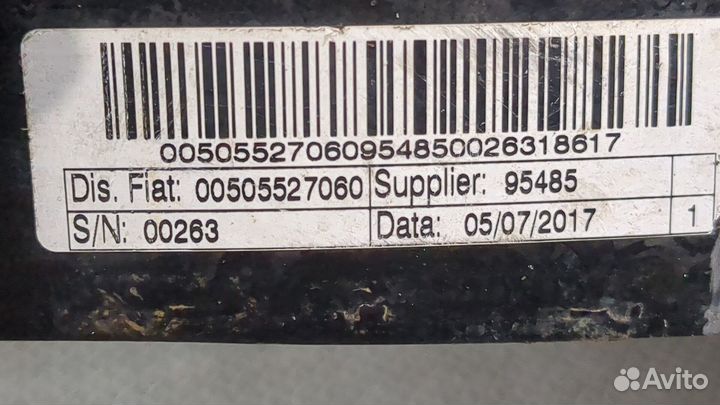 00505527060954850026318617
Dis. Fiat: 00505527060 Supplier: 95485
S/N: 00263 Data: 05/07/2017 1
Avito